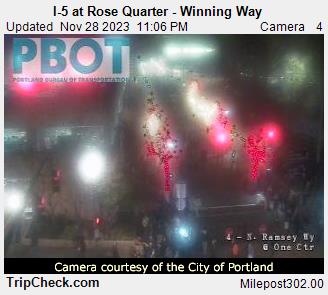 I-5 at Rose Quarter - Winning Way
Updated Nov 28 2023 11:06 PM Camera 4
PBOT
PORTLAND BUREAU OF TRANSPORTATION
4 - N. Ramsey Wy
@ One Ctr
Camera courtesy of the City of Portland
TripCheck.com Milepost302.00